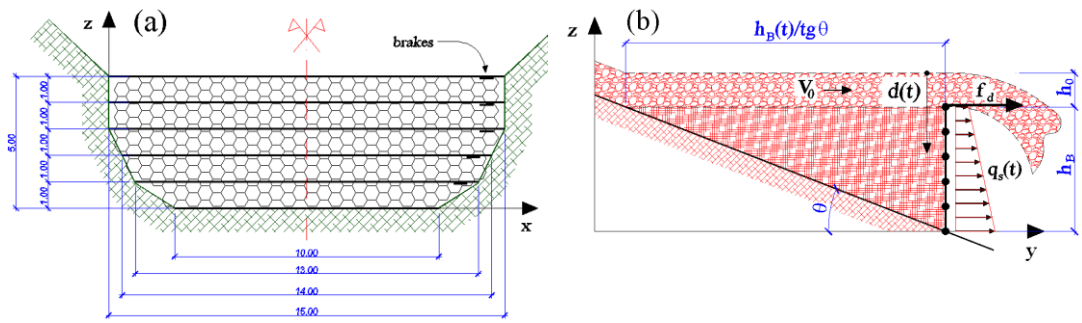 z
(a)
brakes
5.00
1.00
1.00
1.00
1.00
1.00
x
10.00
13.00
14.00
15.00
(b)
z
h_B(t)/tg θ
V_0
d(t)
f_d
h_0
q_s(t)
h_B
θ
y